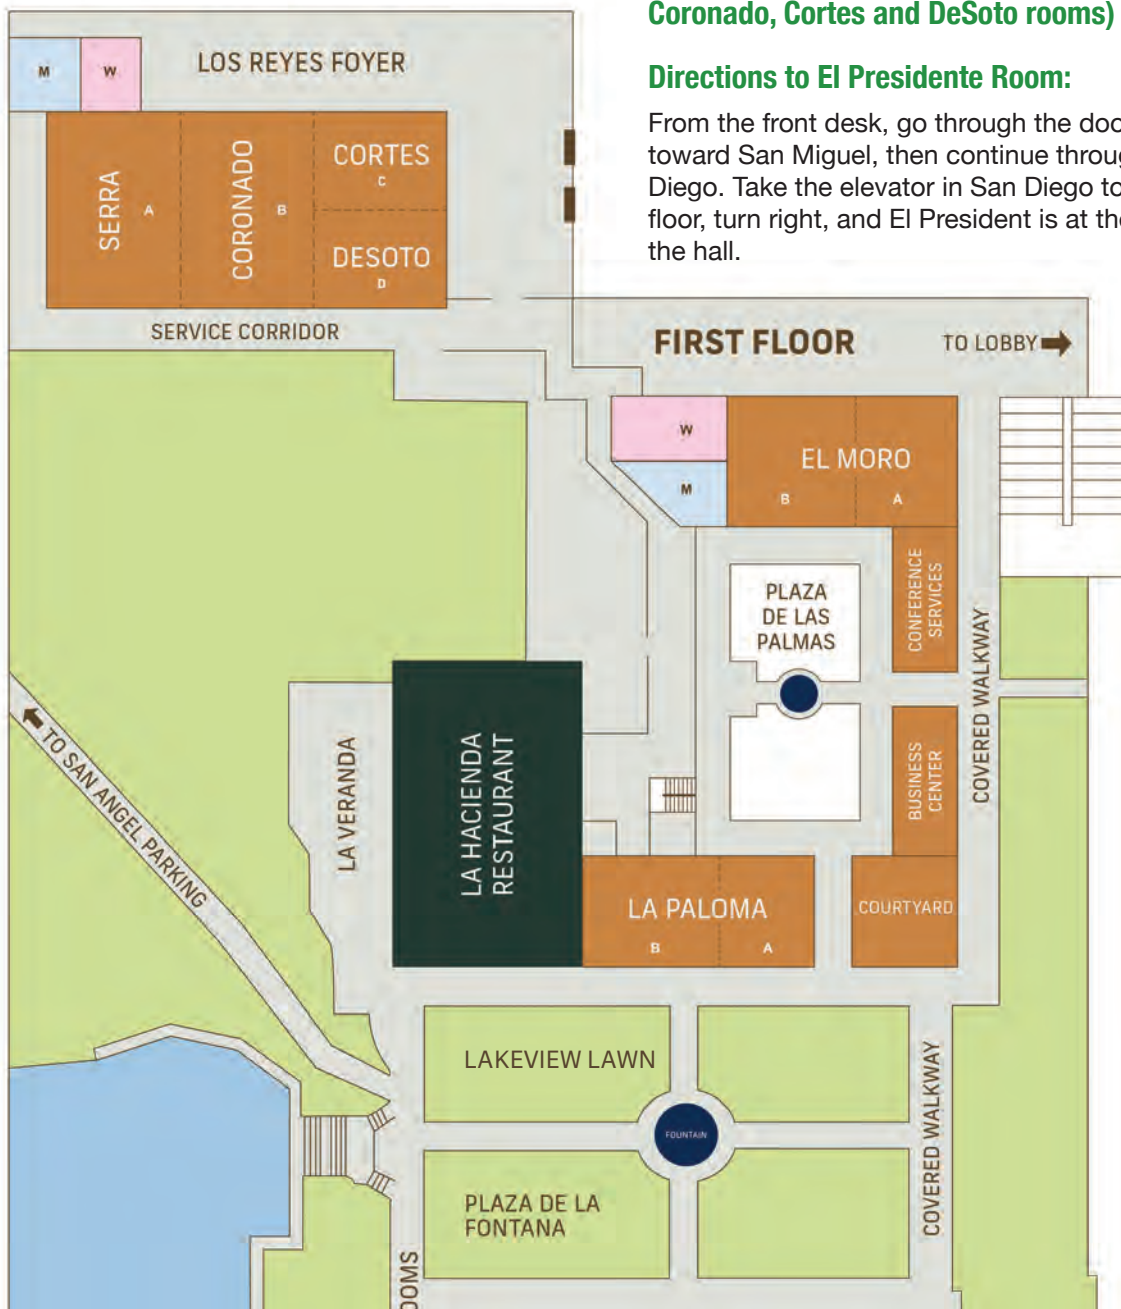 Coronado, Cortes and DeSoto rooms)
Directions to El Presidente Room:
From the front desk, go through the doo
toward San Miguel, then continue throug
Diego. Take the elevator in San Diego to
floor, turn right, and El President is at the
the hall.
M
W
LOS REYES FOYER
SERRA
A
CORONADO
B
CORTES
C
DESOTO
D
SERVICE CORRIDOR
FIRST FLOOR
TO LOBBY
W
M
EL MORO
B
A
CONFERENCE
SERVICES
PLAZA
DE LAS
PALMAS
COVERED WALKWAY
BUSINESS
CENTER
TO SAN ANGEL PARKING
LA VERANDA
LA HACIENDA
RESTAURANT
LA PALOMA
B
A
COURTYARD
LAKEVIEW LAWN
FOUNTAIN
COVERED WALKWAY
PLAZA DE LA
FONTANA
OOMS